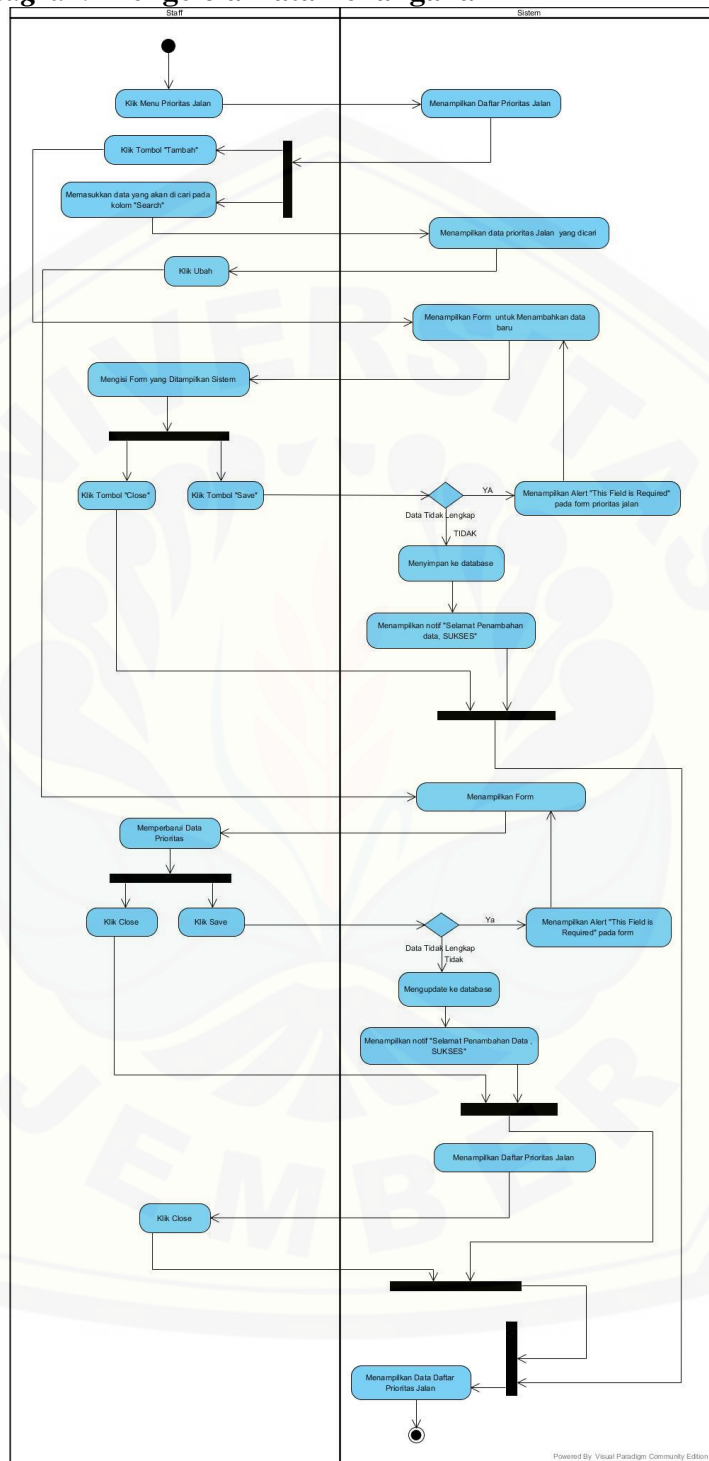 Staff
Sistem
Klik Menu Prioritas Jalan
Menampilkan Daftar Prioritas Jalan
Klik Tombol "Tambah"
Memasukkan data yang akan di cari pada
kolom "Search"
Menampilkan data prioritas Jalan yang dicari
Klik Ubah
Menampilkan Form untuk Menambahkan data
baru
Mengisi Form yang Ditampilkan Sistem
Klik Tombol "Close"
Klik Tombol "Save"
YA
Menampilkan Alert "This Field is Required"
pada form prioritas jalan
Data Tidak Lengkap
TIDAK
Menyimpan ke database
Menampilkan notif "Selamat Penambahan
data, SUKSES"
Menampilkan Form
Memperbarui Data
Prioritas
Klik Close
Klik Save
Ya
Menampilkan Alert "This Field is
Required" pada form
Data Tidak Lengkap
Tidak
Mengupdate ke database
Menampilkan notif "Selamat Penambahan Data ,
SUKSES"
Menampilkan Daftar Prioritas Jalan
Klik Close
Menampilkan Data Daftar
Prioritas Jalan
UNIVERSITAS
JEMBER
Powered By Visual Paradigm Community Edition